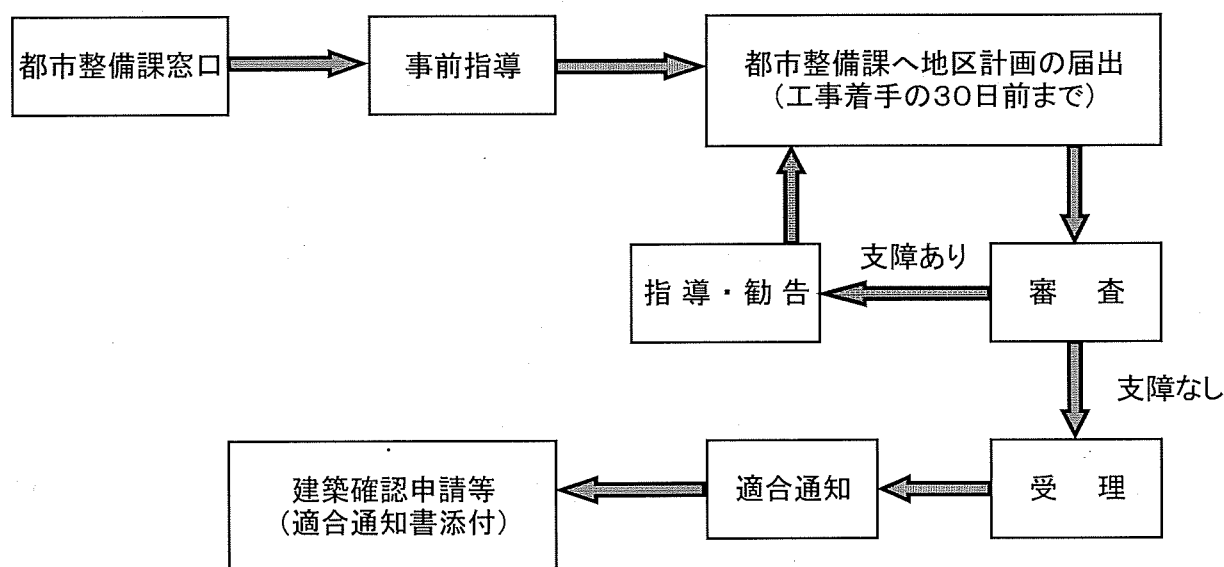 都市整備課窓口
事前指導
都市整備課へ地区計画の届出
(工事着手の30日前まで)
指導・勧告
支障あり
審　査
支障なし
建築確認申請等
(適合通知書添付)
適合通知
受　理